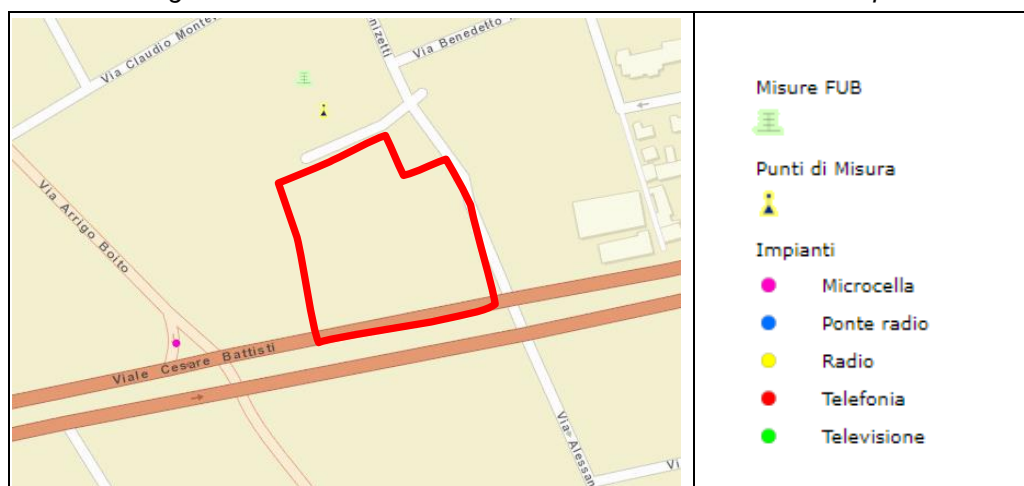 Via Claudio Monte
nizetti
Via Benedetto
Via Arrigo Boito
Viale Cesare Battisti
Via Alessan
Vi
Misure FUB
Punti di Misura
Impianti
Microcella
Ponte radio
Radio
Telefonia
Televisione